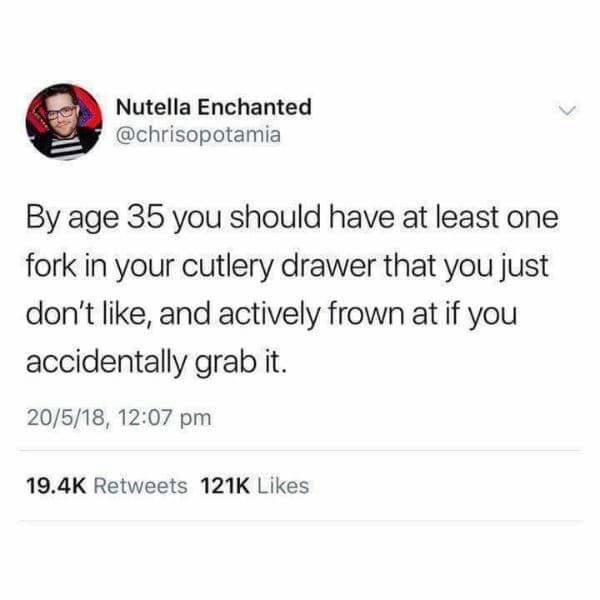 Nutella Enchanted
@chrisopotamia
By age 35 you should have at least one
fork in your cutlery drawer that you just
don't like, and actively frown at if you
accidentally grab it.
20/5/18, 12:07 pm
19.4K Retweets 121K Likes